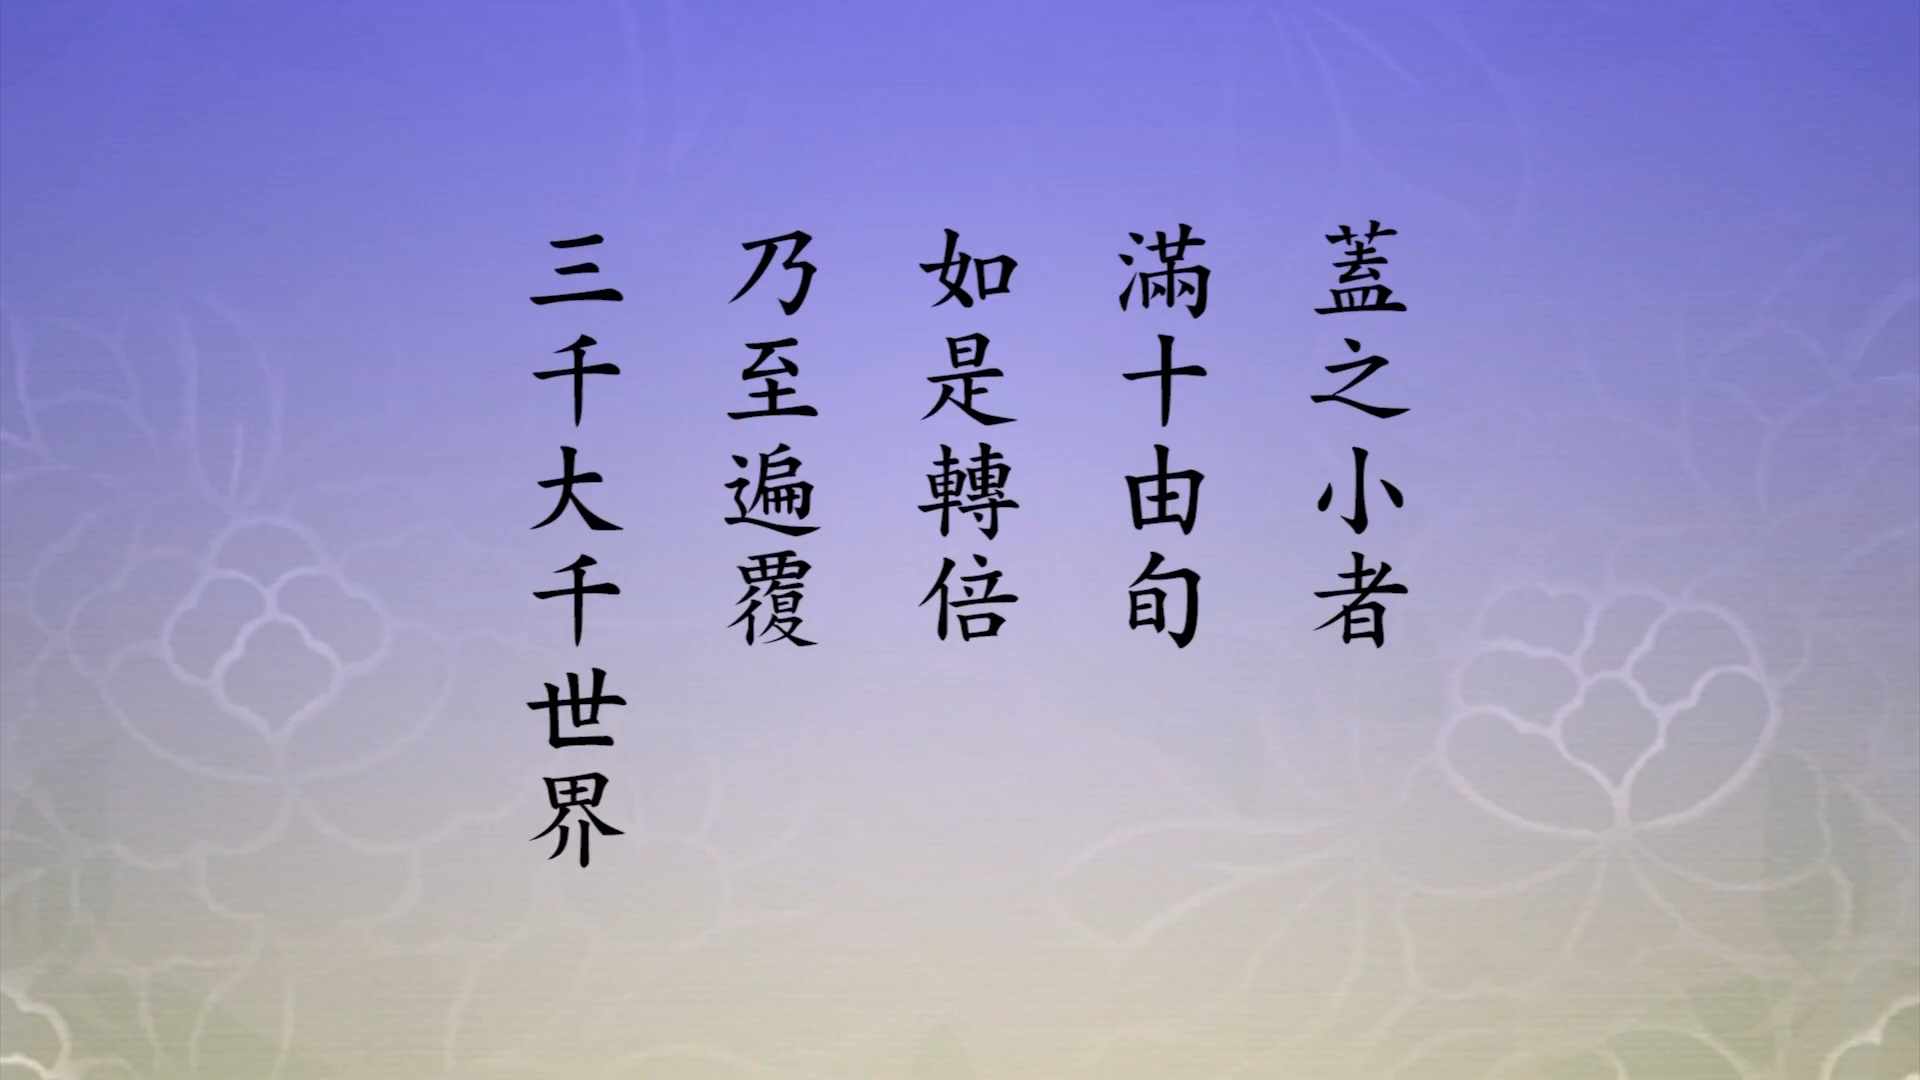 蓋之小者
滿十由旬
如是轉倍
乃至遍覆
三千大千世界